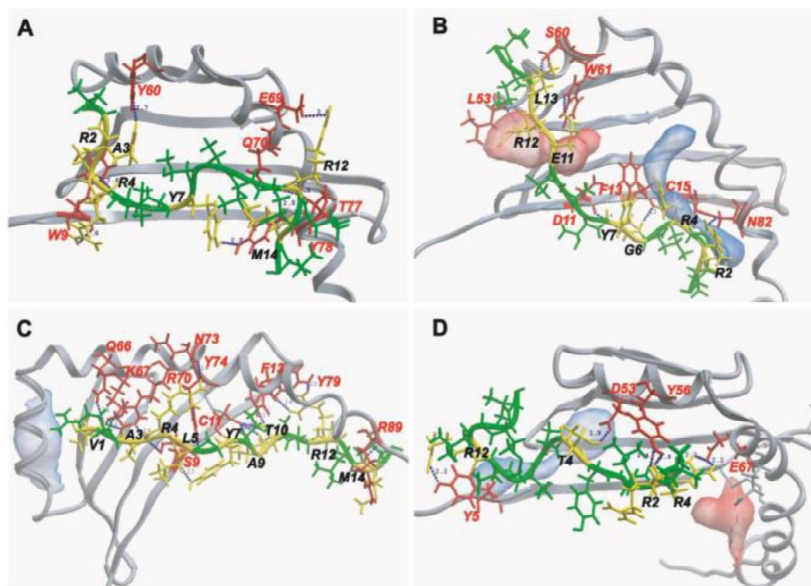 A
Y60
E69
R2
A3
Q70
R4
Y7
R12
W9
T77
Y78
M14
B
S60
W61
L53
L13
R12
E11
F13
C15
D11
R4
N82
Y7
G6
R2
C
Q66
N73
K67
Y74
R70
F13
Y79
C11
R89
V1
A3
R4
L5
Y7
T10
S9
A9
R12
M14
D
D53
Y56
R12
T4
E67
R2
R4
Y5